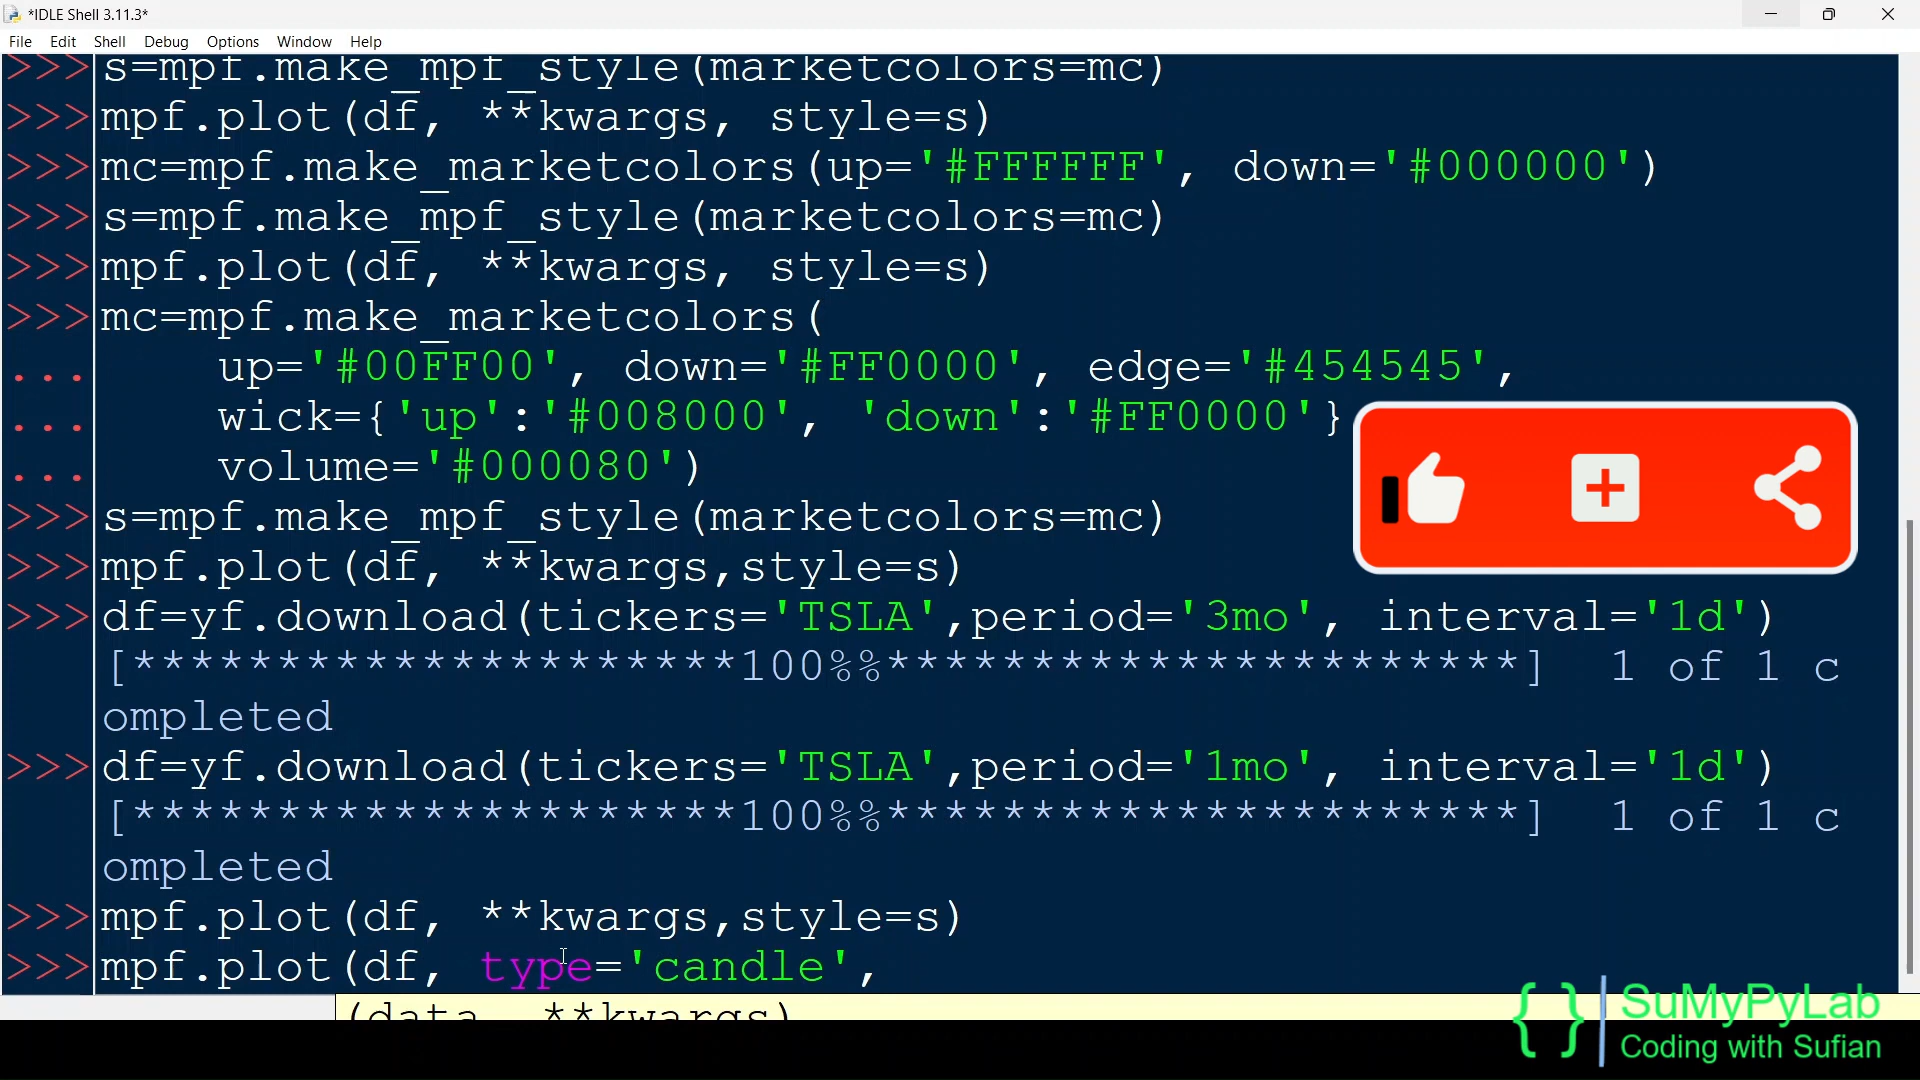 *IDLE Shell 3.11.3*
File Edit Shell Debug Options Window Help
>>> s=mpf.make_mpf_style(marketcolors=mc)
>>> mpf.plot(df, **kwargs, style=s)
>>> mc=mpf.make_marketcolors(up='#FFFFFF', down='#000000')
>>> s=mpf.make_mpf_style(marketcolors=mc)
>>> mpf.plot(df, **kwargs, style=s)
>>> mc=mpf.make_marketcolors(
...     up='#00FF00', down='#FF0000', edge='#454545',
...     wick={'up':'#008000', 'down':'#FF0000'}
...     volume='#000080')
>>> s=mpf.make_mpf_style(marketcolors=mc)
>>> mpf.plot(df, **kwargs,style=s)
>>> df=yf.download(tickers='TSLA',period='3mo', interval='1d')
[*********************100%%**********************]  1 of 1 c
ompleted
>>> df=yf.download(tickers='TSLA',period='1mo', interval='1d')
[*********************100%%**********************]  1 of 1 c
ompleted
>>> mpf.plot(df, **kwargs,style=s)
>>> mpf.plot(df, type='candle',
(data, **kwargs)
{ } SuMyPyLab
Coding with Sufian